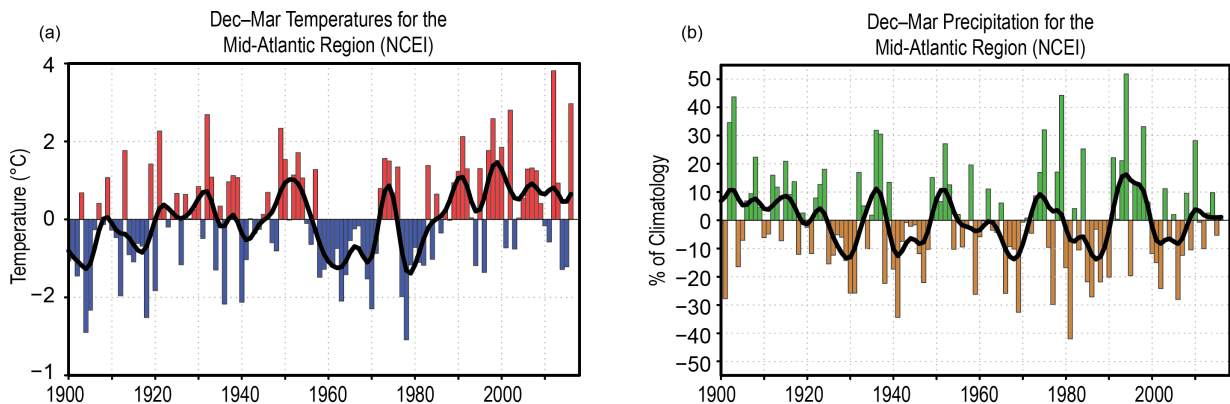 (a)
Dec–Mar Temperatures for the
Mid-Atlantic Region (NCEI)
Temperature (°C)
4
2
0
−2
−1
1900 1920 1940 1960 1980 2000
(b)
Dec–Mar Precipitation for the
Mid-Atlantic Region (NCEI)
% of Climatology
50
40
30
20
10
0
−10
−20
−30
−40
−50
1900 1920 1940 1960 1980 2000